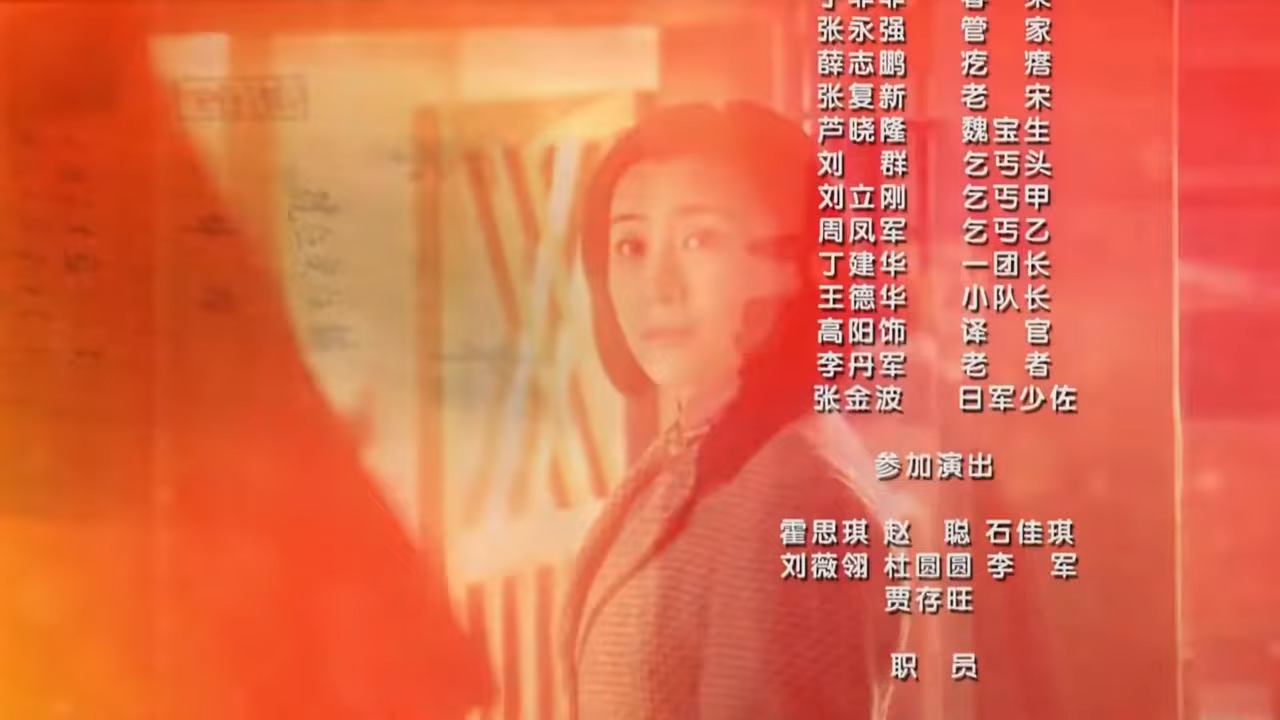 张永强 管 家
薛志鹏 疙 瘩
张复新 老 宋
芦晓隆 魏宝生
刘 群 乞丐头
刘立刚 乞丐甲
周凤军 乞丐乙
丁建华 一团长
王德华 小队长
高阳饰 译 官
李丹军 老 者
张金波 日军少佐
参加演出
霍思琪 赵 聪 石佳琪
刘薇翎 杜圆圆 李 军
贾存旺
职 员